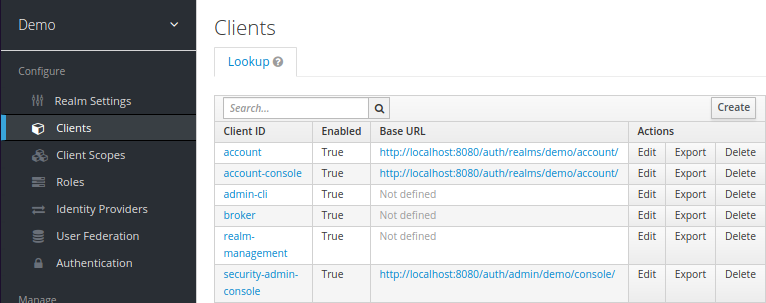 Demo
Configure
Realm Settings
Clients
Client Scopes
Roles
Identity Providers
User Federation
Authentication
Manage
Clients
Lookup
Search...
Create
Client ID Enabled Base URL Actions
account True http://localhost:8080/auth/realms/demo/account/ Edit Export Delete
account-console True http://localhost:8080/auth/realms/demo/account/ Edit Export Delete
admin-cli True Not defined Edit Export Delete
broker True Not defined Edit Export Delete
realm- True Not defined Edit Export Delete
management
security-admin- True http://localhost:8080/auth/admin/demo/console/ Edit Export Delete
console